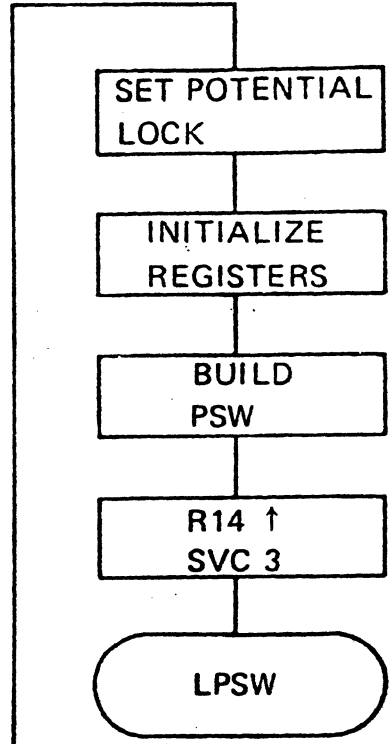 SET POTENTIAL
LOCK
INITIALIZE
REGISTERS
BUILD
PSW
R14 ↑
SVC 3
LPSW